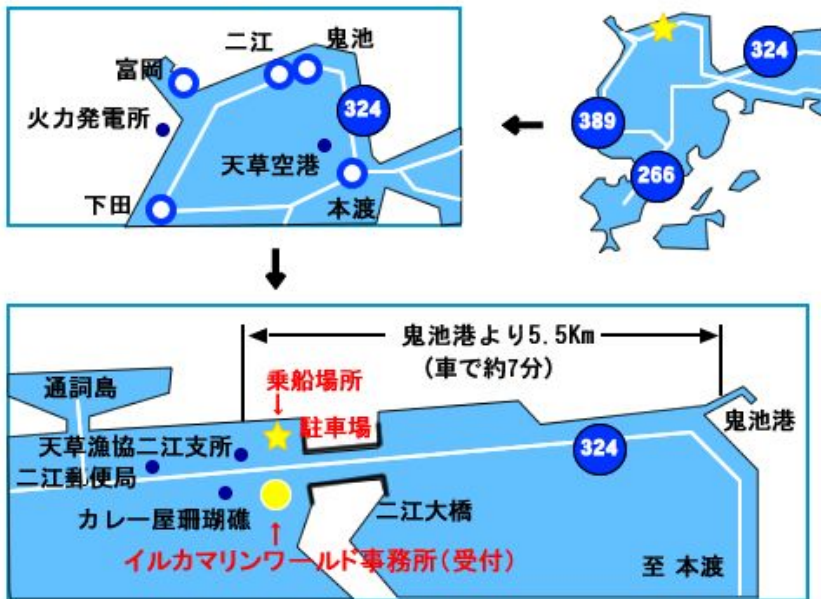 二江
鬼池
富岡
324
火力発電所
天草空港
下田
本渡
324
389
266
鬼池港より5.5Km
(車で約7分)
通詞島
乗船場所
駐車場
鬼池港
天草漁協二江支所
324
二江郵便局
カレー屋珊瑚礁
二江大橋
イルカマリンワールド事務所(受付)
至 本渡